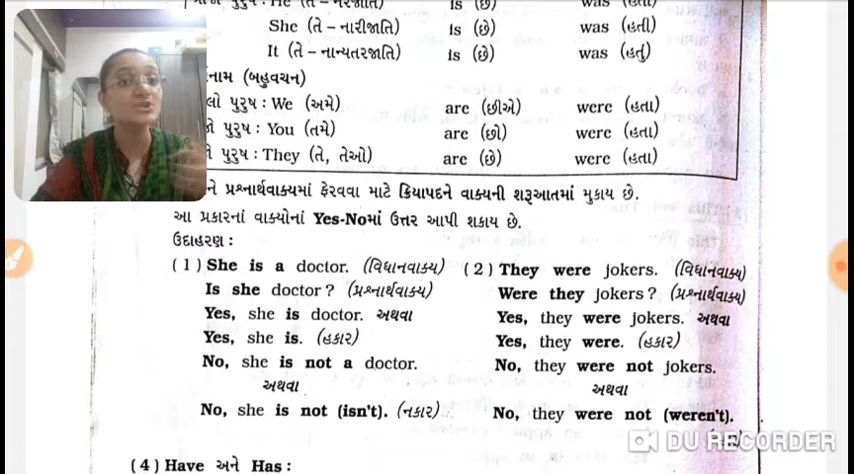 પુરુષ : He (તે - નરજાતિ) is (છે) was (હતો)
She (તે - નારીજાતિ) is (છે) was (હતી)
It (તે - નાન્યતરજાતિ) is (છે) was (હતું)
(બહુવચન)
પુરુષ : We (અમે) are (છીએ) were (હતા)
પુરુષ : You (તમે) are (છો) were (હતા)
પુરુષ : They (તે, તેઓ) are (છે) were (હતા)
પ્રશ્નાર્થવાક્યમાં ફેરવવા માટે ક્રિયાપદને વાક્યની શરૂઆતમાં મુકાય છે.
આ પ્રકારનાં વાક્યોનાં Yes-Noમાં ઉત્તર આપી શકાય છે.
ઉદાહરણ :
(1) She is a doctor. (વિધાનવાક્ય) (2) They were jokers. (વિધાનવાક્ય)
Is she doctor? (પ્રશ્નાર્થવાક્ય) Were they jokers? (પ્રશ્નાર્થવાક્ય)
Yes, she is doctor. અથવા Yes, they were jokers. અથવા
Yes, she is. (હકાર) Yes, they were. (હકાર)
No, she is not a doctor. No, they were not jokers.
અથવા અથવા
No, she is not (isn't). (નકાર) No, they were not (weren't).
DU RECORDER
(4) Have અને Has :